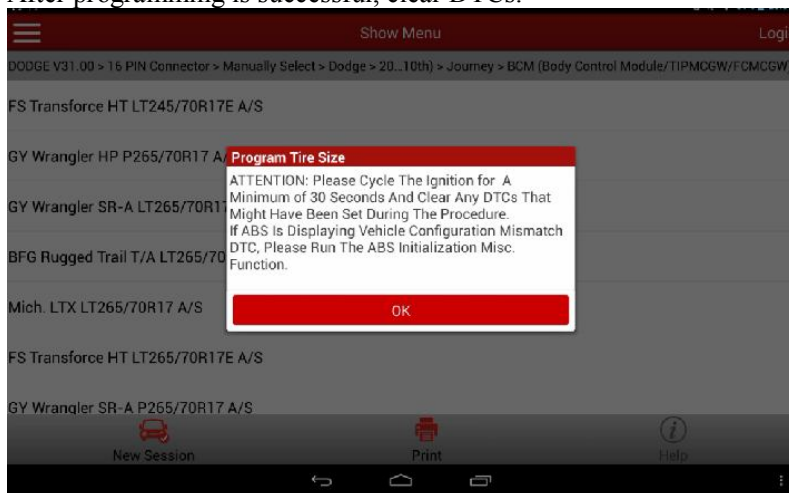 After programming is successful, clear DTCs.
Show Menu
Logi
DODGE V31.00 > 16 PIN Connector > Manually Select > Dodge > 20...10th) > Journey > BCM (Body Control Module/TIPMCGW/FCMCGW)
FS Transforce HT LT245/70R17E A/S
GY Wrangler HP P265/70R17 A/
GY Wrangler SR-A LT265/70R17
BFG Rugged Trail T/A LT265/70
Mich. LTX LT265/70R17 A/S
FS Transforce HT LT265/70R17E A/S
GY Wrangler SR-A P265/70R17 A/S
Program Tire Size
ATTENTION: Please Cycle The Ignition for A
Minimum of 30 Seconds And Clear Any DTCs That
Might Have Been Set During The Procedure.
If ABS Is Displaying Vehicle Configuration Mismatch
DTC, Please Run The ABS Initialization Misc.
Function.
OK
New Session
Print
Help